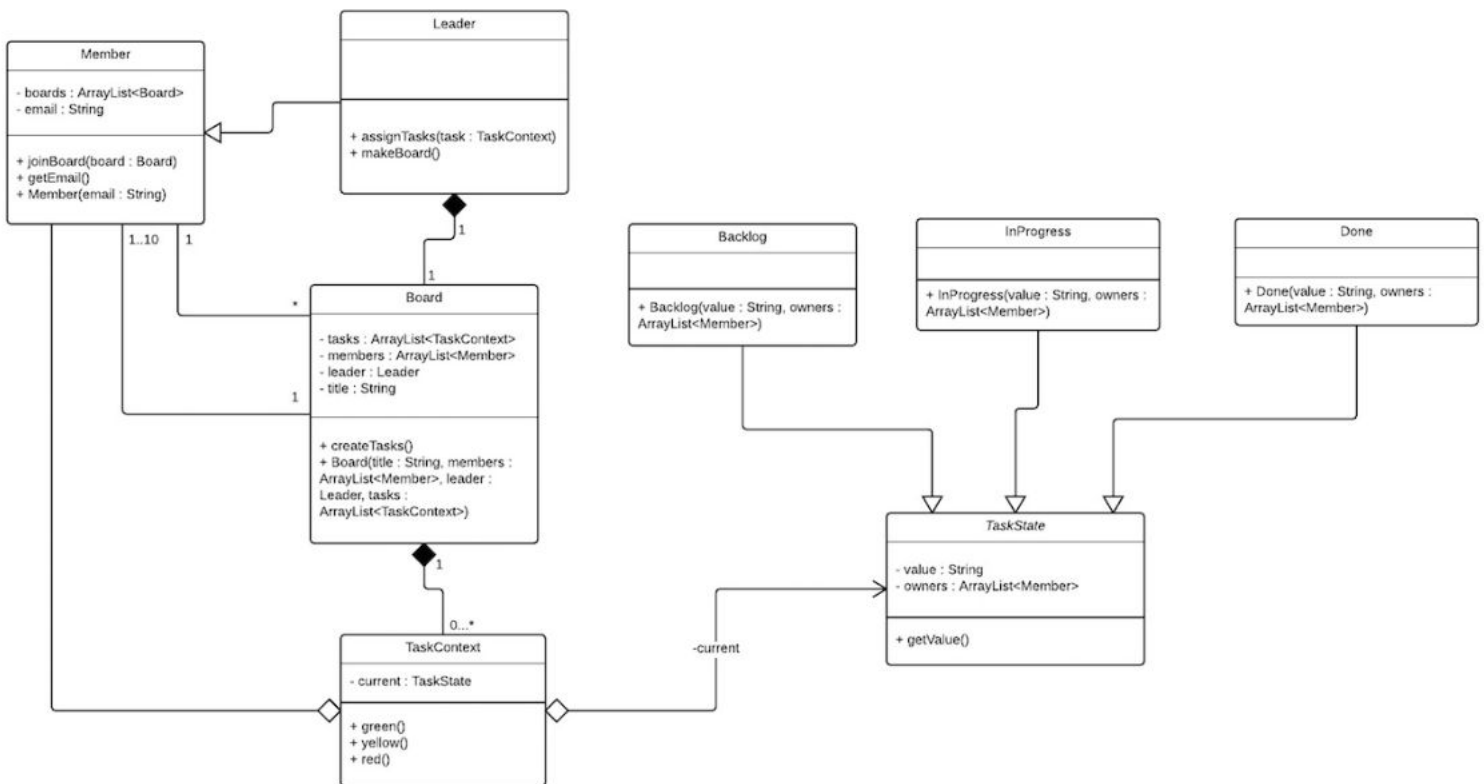 Leader
+ assignTasks(task : TaskContext)
+ makeBoard()
Member
- boards : ArrayList<Board>
- email : String
+ joinBoard(board : Board)
+ getEmail()
+ Member(email : String)
1..10
1
*
1
1
1
Board
- tasks : ArrayList<TaskContext>
- members : ArrayList<Member>
- leader : Leader
- title : String
+ createTasks()
+ Board(title : String, members :
ArrayList<Member>, leader :
Leader, tasks :
ArrayList<TaskContext>)
1
0...*
TaskContext
- current : TaskState
+ green()
+ yellow()
+ red()
-current
Backlog
+ Backlog(value : String, owners :
ArrayList<Member>)
InProgress
+ InProgress(value : String, owners :
ArrayList<Member>)
Done
+ Done(value : String, owners :
ArrayList<Member>)
TaskState
- value : String
- owners : ArrayList<Member>
+ getValue()